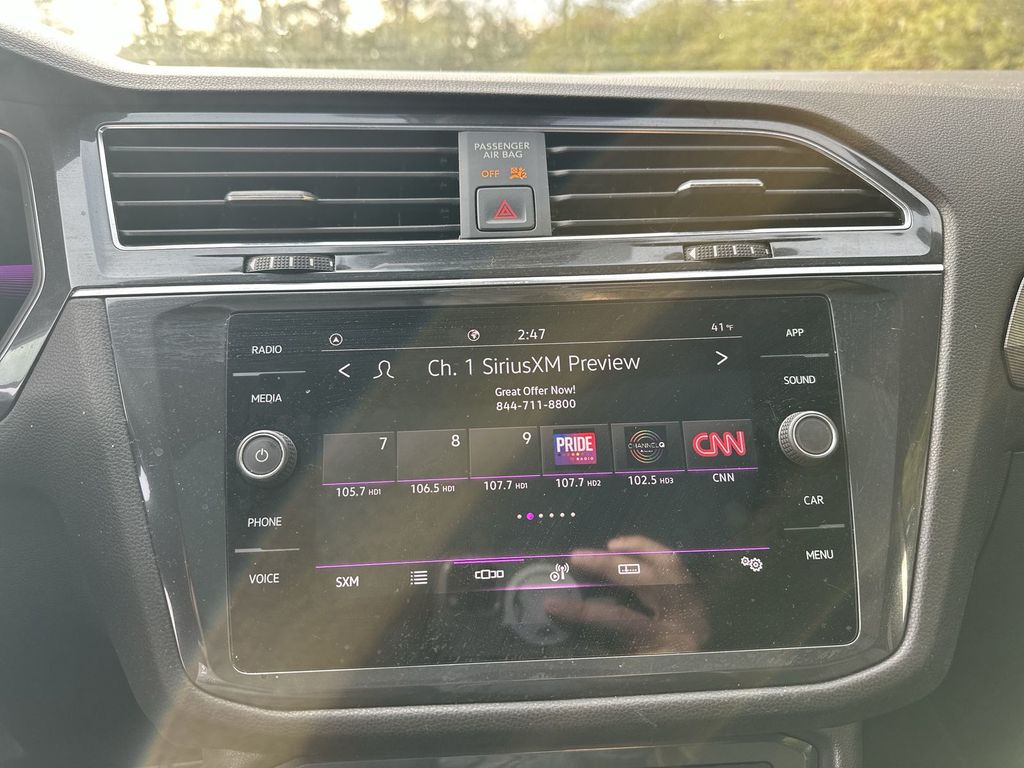 PASSENGER
AIR BAG
OFF
2
2:47
41°F
RADIO
MEDIA
PHONE
VOICE
Ch. 1 SiriusXM Preview
Great Offer Now!
844-711-8800
7
8
9
PRIDE
RADIO
CHANNEL Q
CNN
105.7 HD1
106.5 HD1
107.7 HD1
107.7 HD2
102.5 HD3
CNN
SXM
APP
SOUND
CAR
MENU